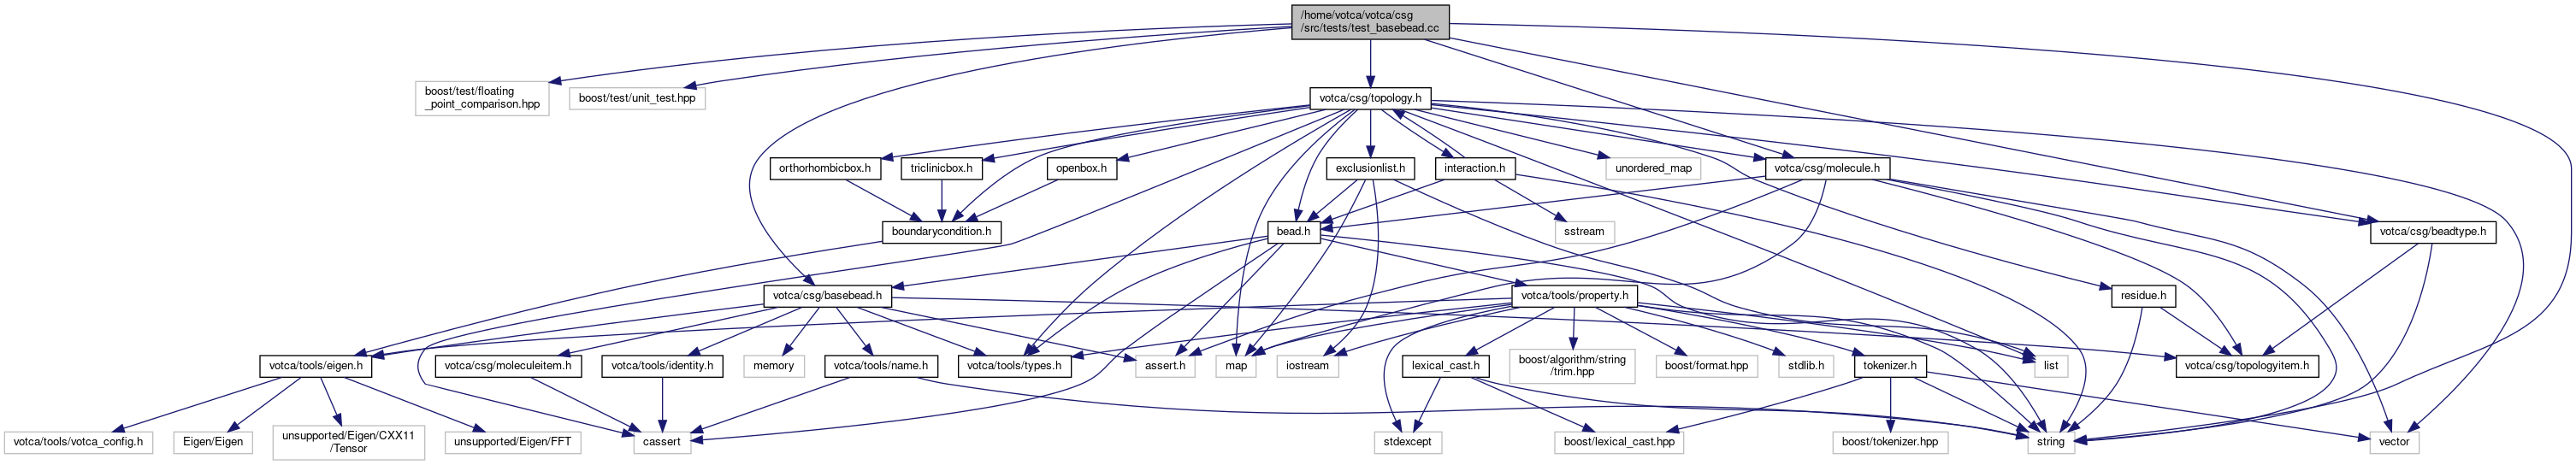 /home/votca/votca/csg
/src/tests/test_basebead.cc
boost/test/floating
_point_comparison.hpp
boost/test/unit_test.hpp
votca/csg/topology.h
orthorhombicbox.h
triclinicbox.h
openbox.h
exclusionlist.h
interaction.h
unordered_map
votca/csg/molecule.h
boundarycondition.h
bead.h
sstream
votca/csg/beadtype.h
votca/csg/basebead.h
votca/tools/property.h
residue.h
votca/tools/eigen.h
votca/csg/moleculeitem.h
votca/tools/identity.h
memory
votca/tools/name.h
votca/tools/types.h
assert.h
map
iostream
lexical_cast.h
boost/algorithm/string
/trim.hpp
boost/format.hpp
stdlib.h
tokenizer.h
list
votca/csg/topologyitem.h
votca/tools/votca_config.h
Eigen/Eigen
unsupported/Eigen/CXX11
/Tensor
unsupported/Eigen/FFT
cassert
stdexcept
boost/lexical_cast.hpp
boost/tokenizer.hpp
string
vector